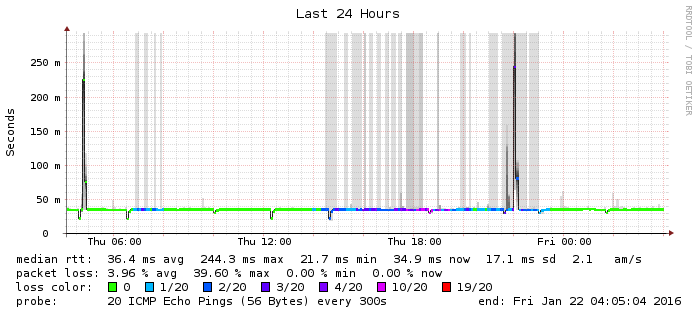 Last 24 Hours
RRDTOOL / TOBI OETIKER
Seconds
250 m
200 m
150 m
100 m
50 m
0
Thu 06:00 Thu 12:00 Thu 18:00 Fri 00:00
median rtt: 36.4 ms avg 244.3 ms max 21.7 ms min 34.9 ms now 17.1 ms sd 2.1 am/s
packet loss: 3.96 % avg 39.60 % max 0.00 % min 0.00 % now
loss color: 0 1/20 2/20 3/20 4/20 10/20 19/20
probe: 20 ICMP Echo Pings (56 Bytes) every 300s end: Fri Jan 22 04:05:04 2016